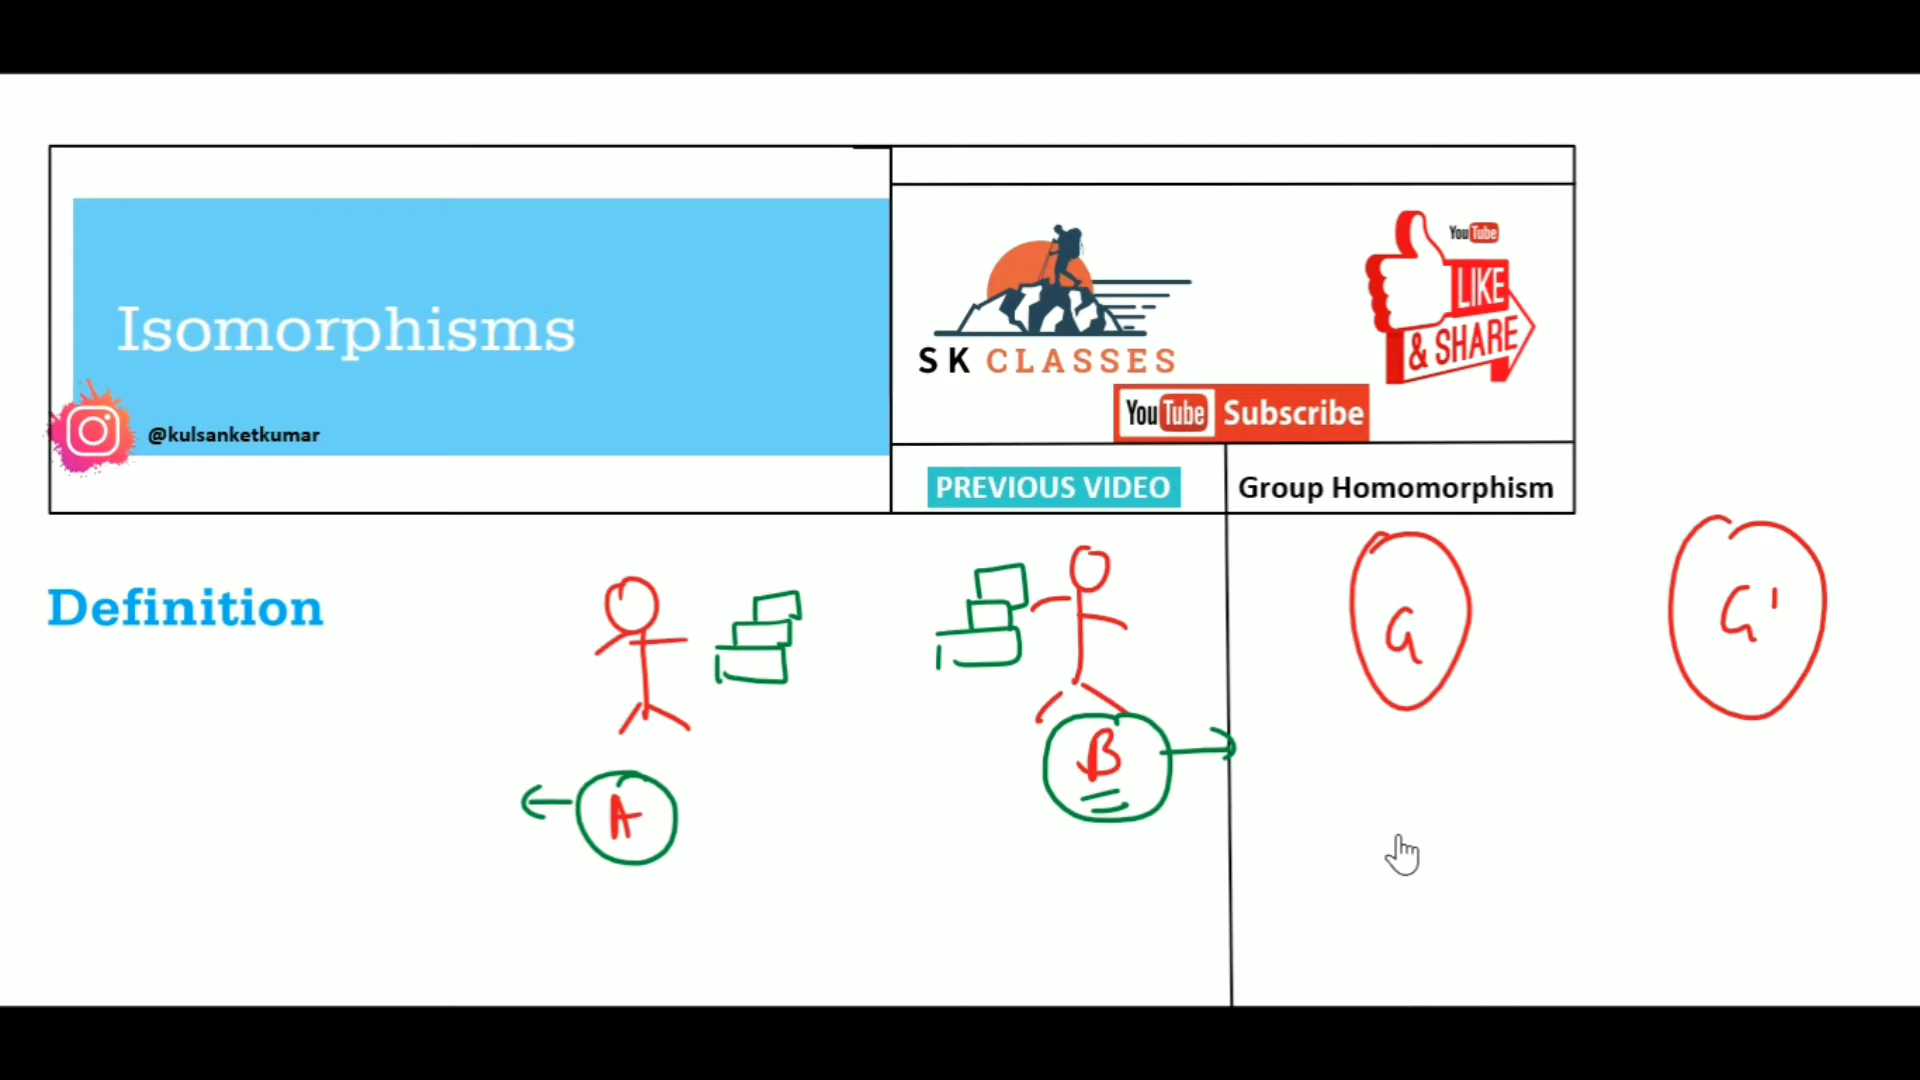 Isomorphisms
@kulsanketkumar
SK CLASSES
YouTube
LIKE
& SHARE
YouTube Subscribe
PREVIOUS VIDEO
Group Homomorphism
Definition
G
G'
A
B